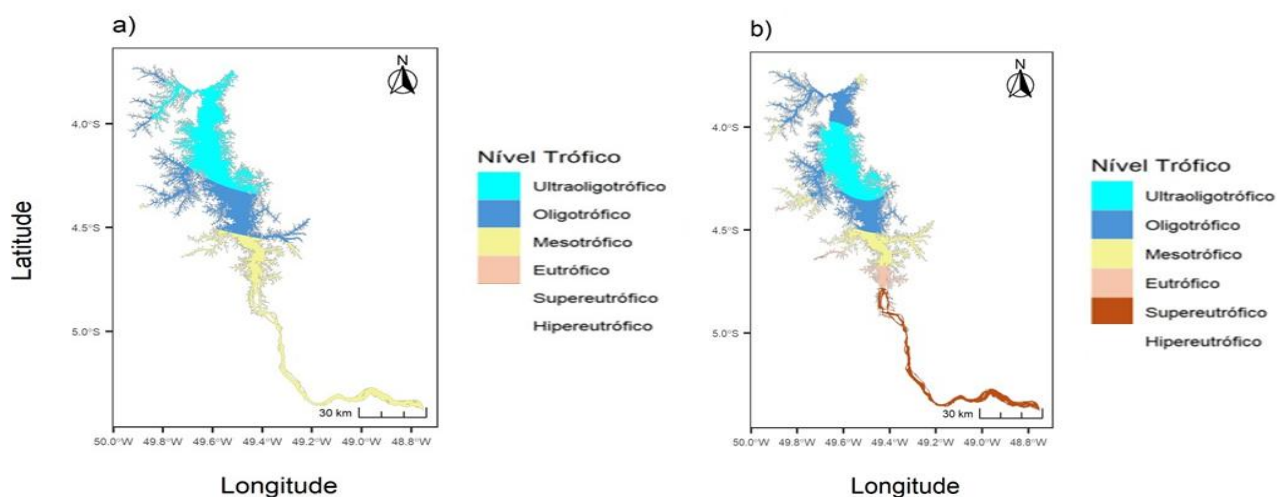 a)
N
4.0°S
4.5°S
5.0°S
Latitude
30 km
50.0°W 49.8°W 49.6°W 49.4°W 49.2°W 49.0°W 48.8°W
Longitude
Nível Trófico
Ultraoligotrófico
Oligotrófico
Mesotrófico
Eutrófico
Supereutrófico
Hipereutrófico
b)
N
4.0°S
4.5°S
5.0°S
30 km
50.0°W 49.8°W 49.6°W 49.4°W 49.2°W 49.0°W 48.8°W
Longitude
Nível Trófico
Ultraoligotrófico
Oligotrófico
Mesotrófico
Eutrófico
Supereutrófico
Hipereutrófico